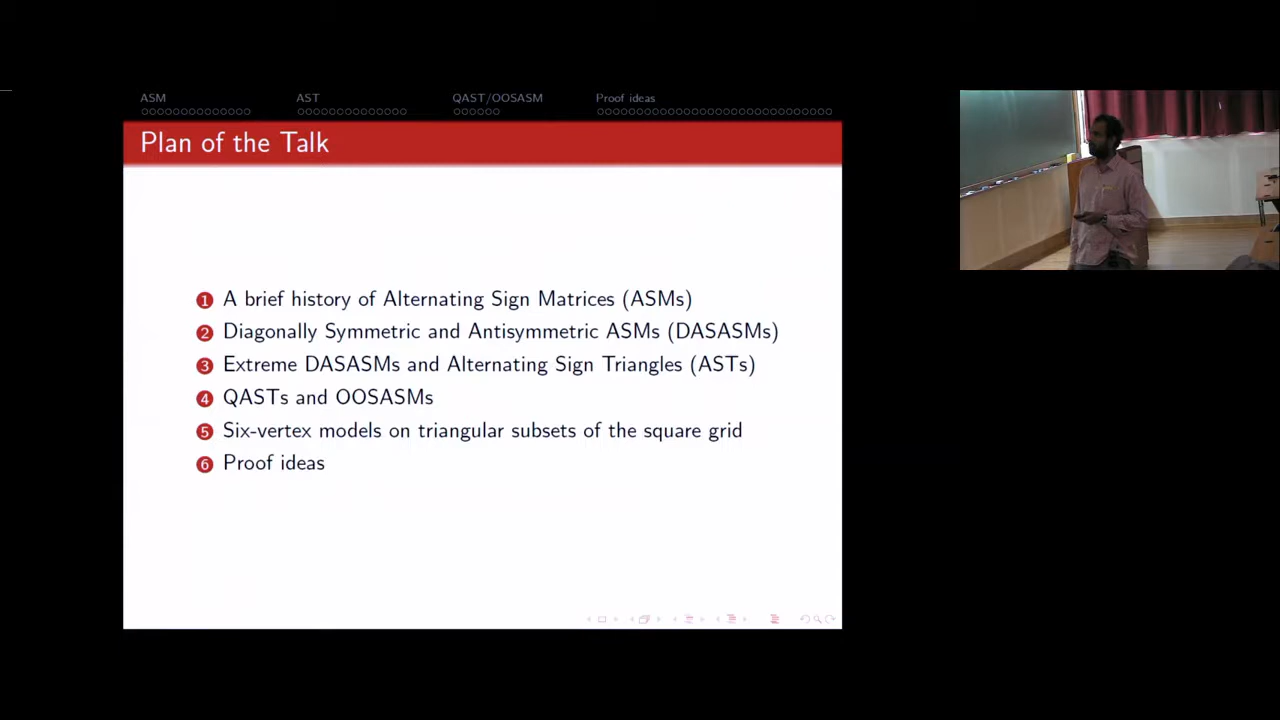 ASM AST QAST/OOSASM Proof ideas
Plan of the Talk
1 A brief history of Alternating Sign Matrices (ASMs)
2 Diagonally Symmetric and Antisymmetric ASMs (DASASMs)
3 Extreme DASASMs and Alternating Sign Triangles (ASTs)
4 QASTs and OOSASMs
5 Six-vertex models on triangular subsets of the square grid
6 Proof ideas